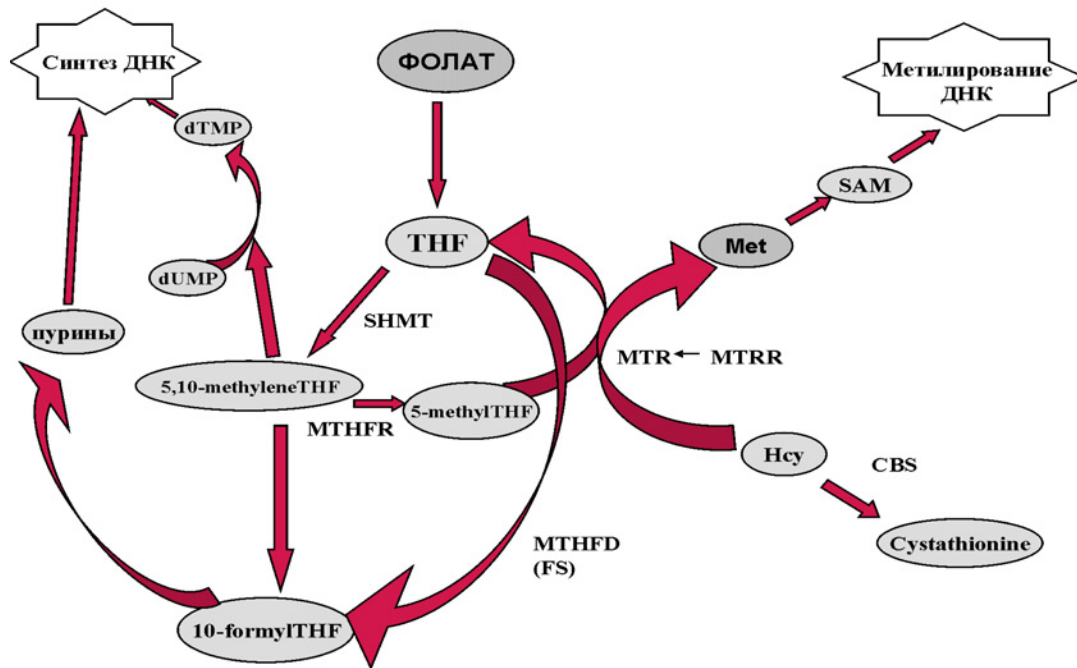 Синтез ДНК
ФОЛАТ
Метилирование
ДНК
dTMP
SAM
THF
Met
dUMP
SHMT
пурины
MTR
MTRR
5,10-methyleneTHF
5-methylTHF
MTHFR
Hcy
CBS
MTHFD
(FS)
Cystathionine
10-formylTHF